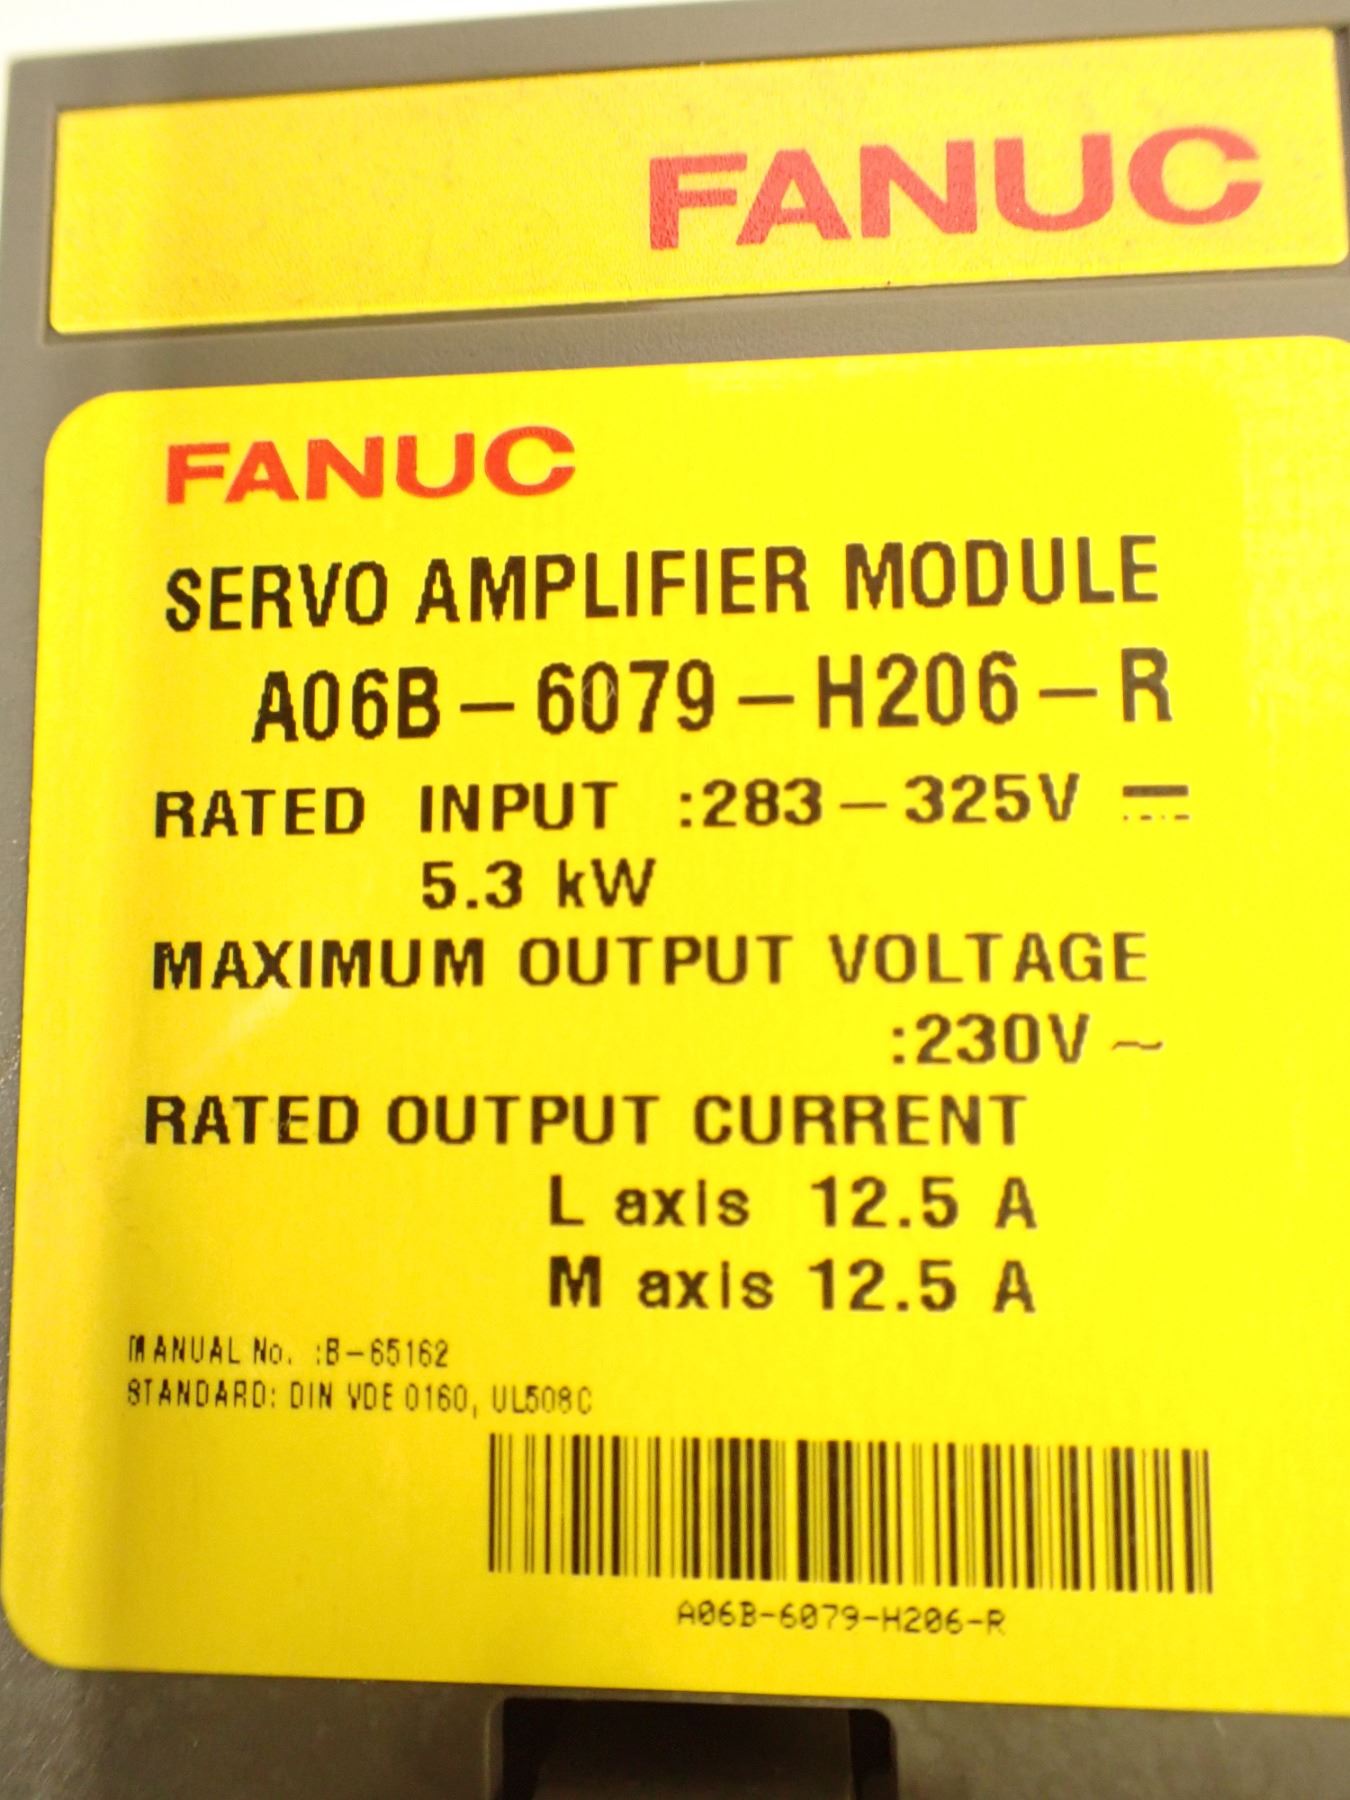 FANUC
FANUC
SERVO AMPLIFIER MODULE
A06B-6079-H206-R
RATED INPUT :283-325V ⎓
5.3 kW
MAXIMUM OUTPUT VOLTAGE
:230V ~
RATED OUTPUT CURRENT
L axis 12.5 A
M axis 12.5 A
MANUAL No. :B-65162
STANDARD: DIN VDE 0160, UL508C
A06B-6079-H206-R